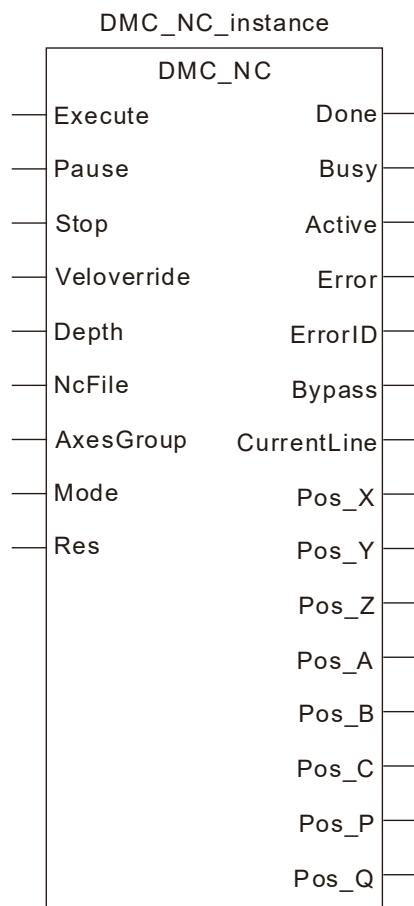 DMC_NC_instance
DMC_NC
Execute Done
Pause Busy
Stop Active
Veloverride Error
Depth ErrorID
NcFile Bypass
AxesGroup CurrentLine
Mode Pos_X
Res Pos_Y
Pos_Z
Pos_A
Pos_B
Pos_C
Pos_P
Pos_Q